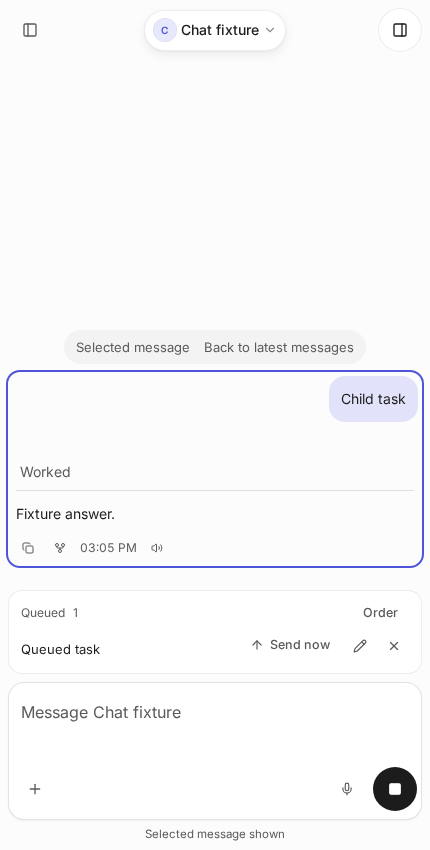 C Chat fixture
Selected message Back to latest messages
Child task
Worked
Fixture answer.
03:05 PM
Queued 1 Order
Queued task Send now
Message Chat fixture
Selected message shown